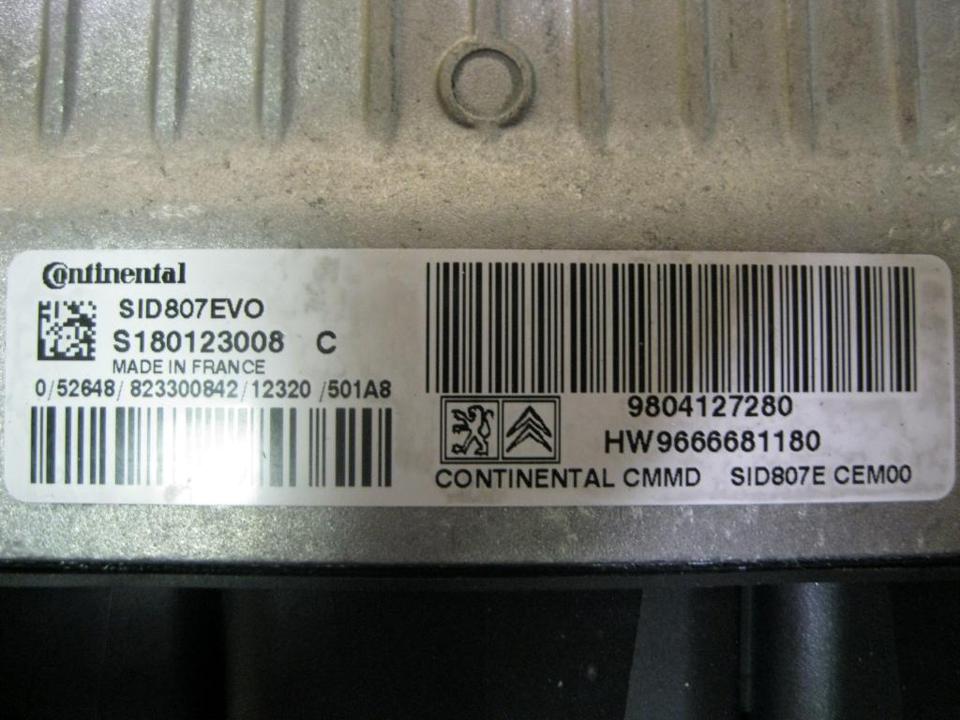 Continental
SID807EVO
S180123008 C
MADE IN FRANCE
0/52648/823300842/12320/501A8
9804127280
HW9666681180
CONTINENTAL CMMD SID807E CEM00